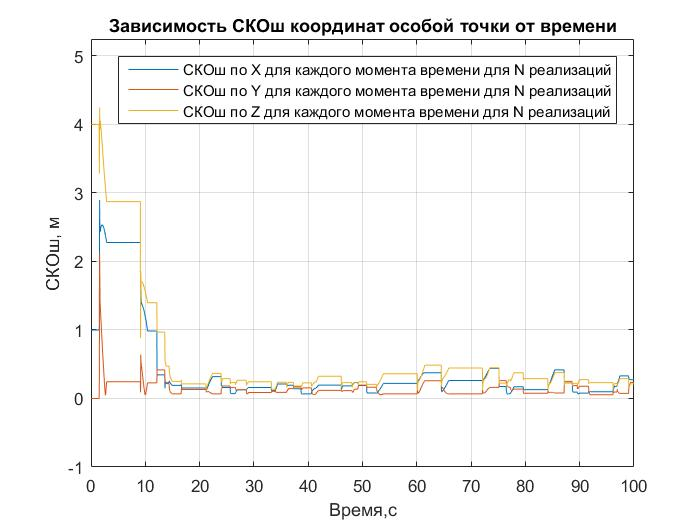 Зависимость СКОш координат особой точки от времени
СКОш по X для каждого момента времени для N реализаций
СКОш по Y для каждого момента времени для N реализаций
СКОш по Z для каждого момента времени для N реализаций
5
4
3
2
1
0
-1
СКОш, м
0 10 20 30 40 50 60 70 80 90 100
Время,с